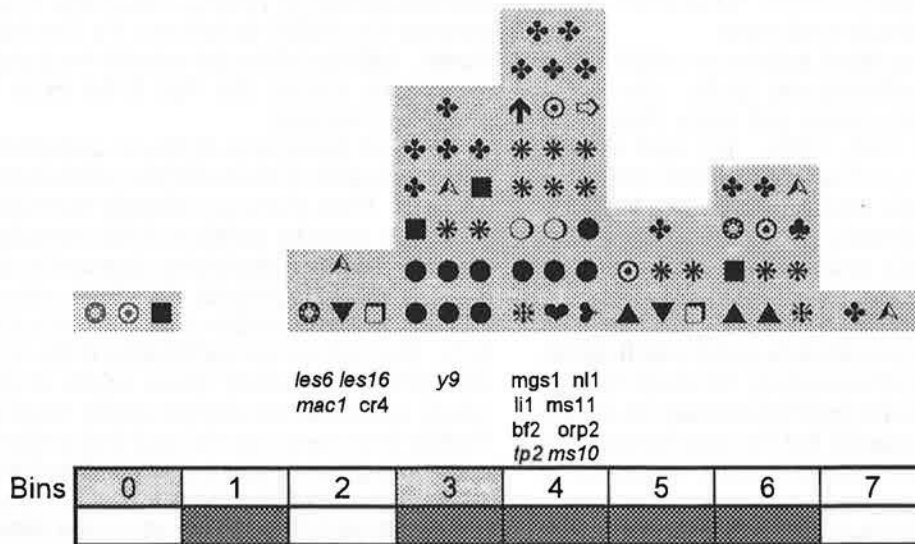 les6 les16 y9 mgs1 nl1
mac1 cr4 li1 ms11
bf2 orp2
tp2 ms10
Bins 0 1 2 3 4 5 6 7